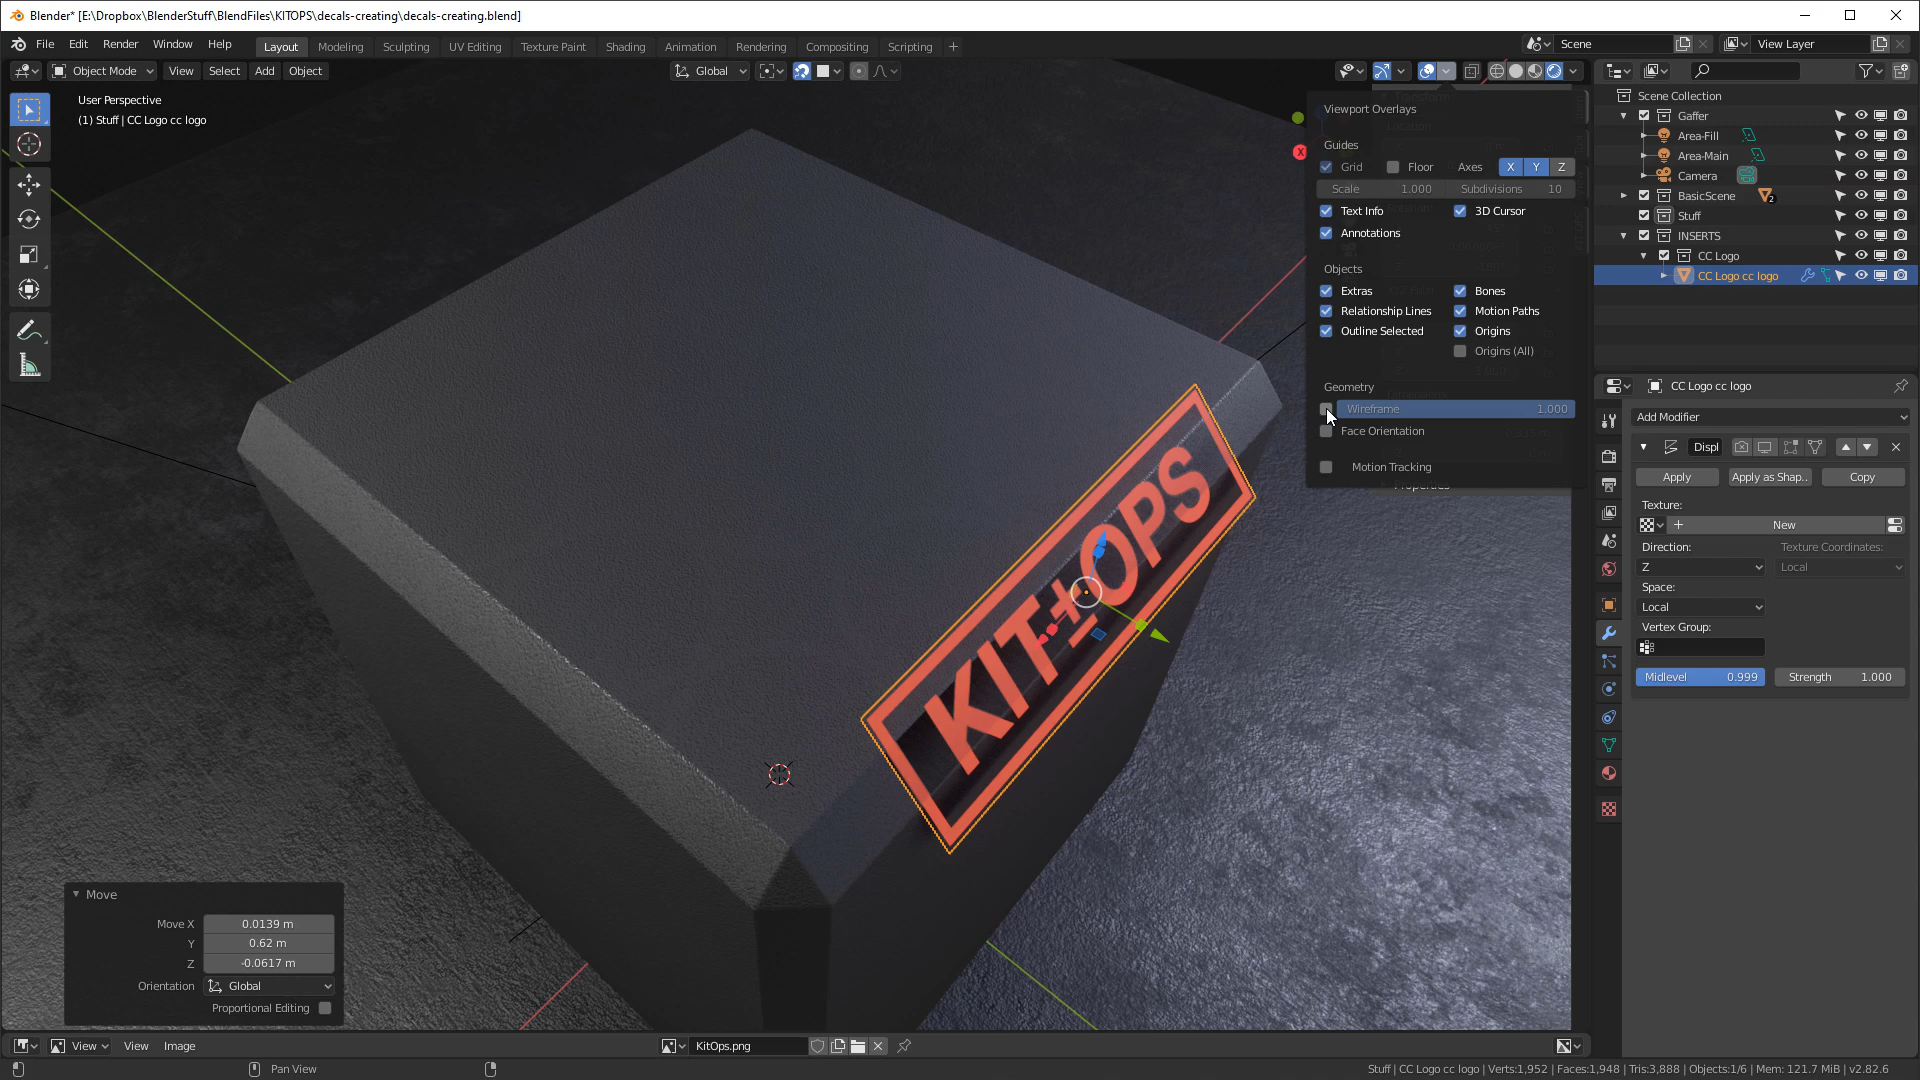 Blender* [E:\Dropbox\BlenderStuff\BlendFiles\KITOPS\decals-creating\decals-creating.blend]
File Edit Render Window Help Layout Modeling Sculpting UV Editing Texture Paint Shading Animation Rendering Compositing Scripting + Scene View Layer
Object Mode View Select Add Object Global
User Perspective
(1) Stuff | CC Logo cc logo
Viewport Overlays
Guides
Grid Floor Axes X Y Z
Scale 1.000 Subdivisions 10
Text Info 3D Cursor
Annotations
Objects
Extras Bones
Relationship Lines Motion Paths
Outline Selected Origins
Origins (All)
Geometry
Wireframe 1.000
Face Orientation
Motion Tracking
Properties
X
Scene Collection
Gaffer
Area-Fill
Area-Main
Camera
BasicScene 2
Stuff
INSERTS
CC Logo
CC Logo cc logo
CC Logo cc logo
Add Modifier
Displ
Apply Apply as Shap.. Copy
Texture:
+ New
Direction: Texture Coordinates:
Z Local
Space:
Local
Vertex Group:
Midlevel 0.999 Strength 1.000
KIT±OPS
Move
Move X 0.0139 m
Y 0.62 m
Z -0.0617 m
Orientation Global
Proportional Editing
View View Image KitOps.png
Pan View
Stuff | CC Logo cc logo | Verts:1,952 | Faces:1,948 | Tris:3,888 | Objects:1/6 | Mem: 121.7 MiB | v2.82.6